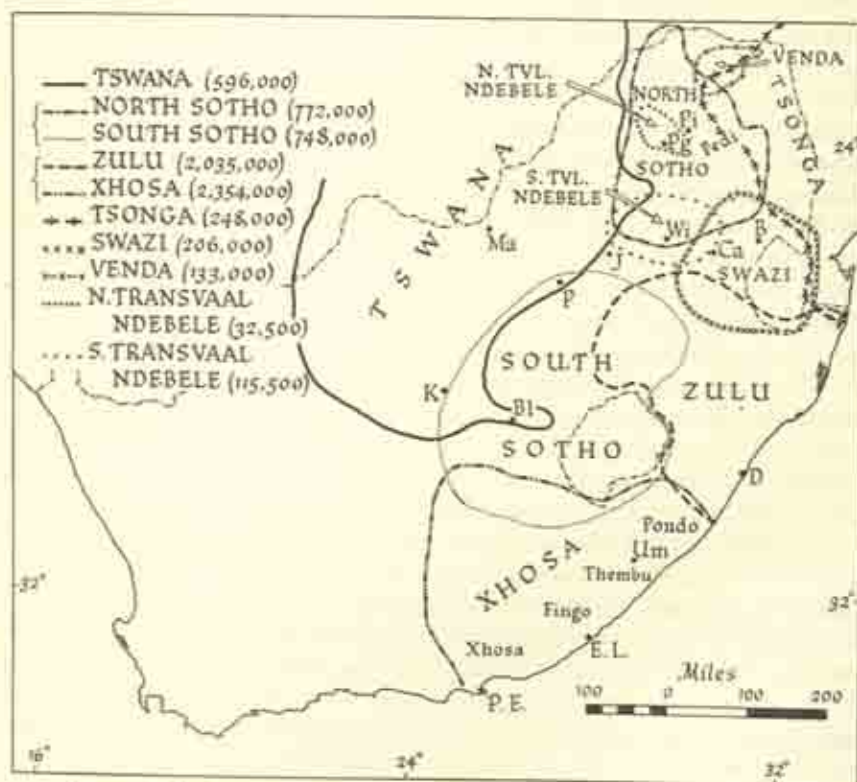 TSWANA (596,000)
NORTH SOTHO (772,000)
SOUTH SOTHO (748,000)
ZULU (2,035,000)
XHOSA (2,354,000)
TSONGA (248,000)
SWAZI (206,000)
VENDA (133,000)
N. TRANSVAAL
NDEBELE (32,500)
S. TRANSVAAL
NDEBELE (115,500)
N. TVL.
NDEBELE
VENDA
NORTH
Pi
Pg
Pedi
SOTHO
TSONGA
24°
S. TVL.
NDEBELE
TSWANA
Ma
Wi
B
J
Ca
SWAZI
P
SOUTH
K
Bl
ZULU
SOTHO
D
Pondo
Um
XHOSA
Thembu
32°
32°
Fingo
E.L.
Xhosa
P.E.
Miles
100 0 100 200
16°
24°
32°